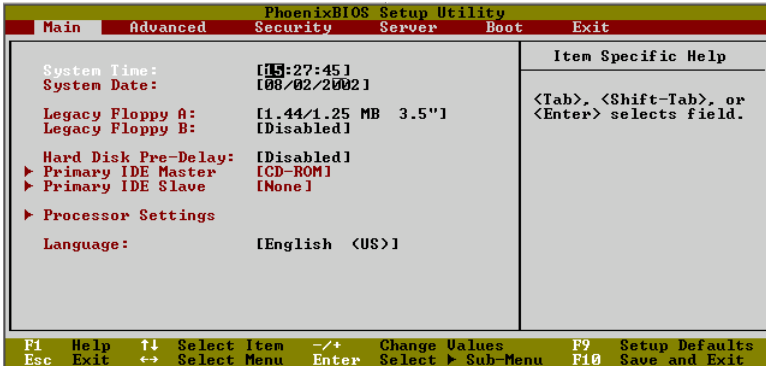 PhoenixBIOS Setup Utility
Main Advanced Security Server Boot Exit
Item Specific Help
System Time: [15:27:45]
System Date: [08/02/2002]
<Tab>, <Shift-Tab>, or
<Enter> selects field.
Legacy Floppy A: [1.44/1.25 MB 3.5"]
Legacy Floppy B: [Disabled]
Hard Disk Pre-Delay: [Disabled]
▶ Primary IDE Master [CD-ROM]
▶ Primary IDE Slave [None]
▶ Processor Settings
Language: [English (US)]
F1 Help ↑↓ Select Item -/+ Change Values F9 Setup Defaults
Esc Exit ↔ Select Menu Enter Select ▶ Sub-Menu F10 Save and Exit